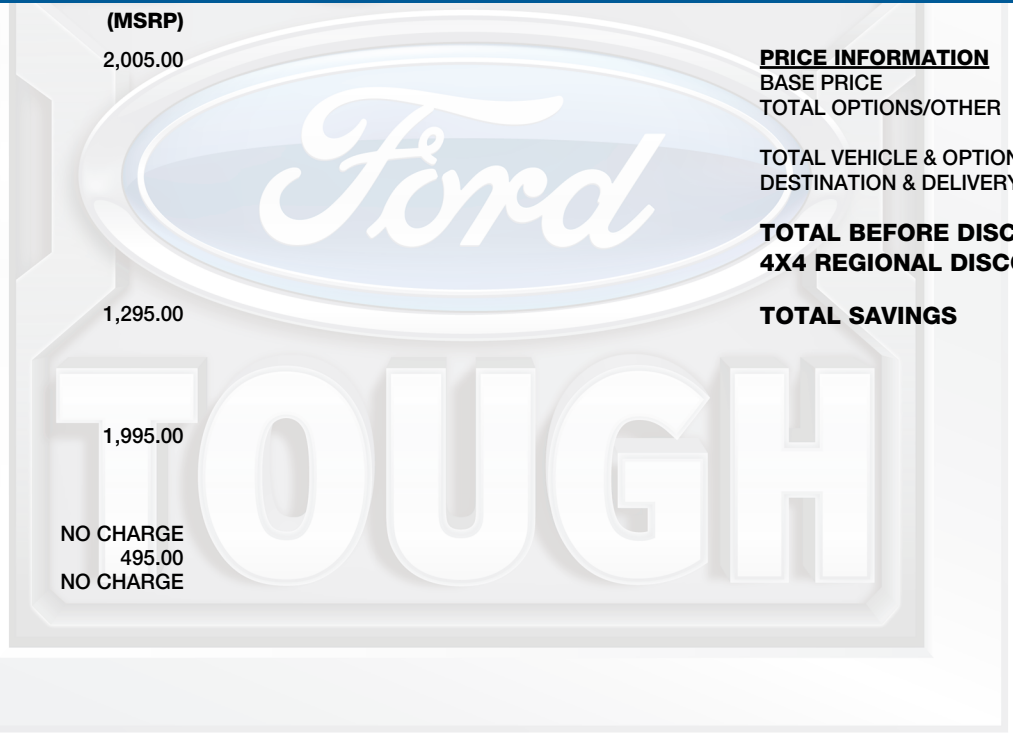 (MSRP)
2,005.00
1,295.00
1,995.00
NO CHARGE
495.00
NO CHARGE
PRICE INFORMATION
BASE PRICE
TOTAL OPTIONS/OTHER
TOTAL VEHICLE & OPTION
DESTINATION & DELIVERY
TOTAL BEFORE DISC
4X4 REGIONAL DISCO
TOTAL SAVINGS
Ford
TOUGH